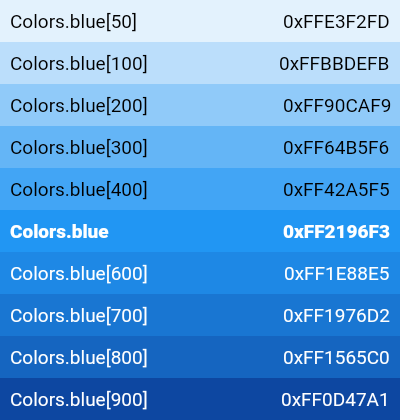 Colors.blue[50] 0xFFE3F2FD
Colors.blue[100] 0xFFBBDEFB
Colors.blue[200] 0xFF90CAF9
Colors.blue[300] 0xFF64B5F6
Colors.blue[400] 0xFF42A5F5
Colors.blue 0xFF2196F3
Colors.blue[600] 0xFF1E88E5
Colors.blue[700] 0xFF1976D2
Colors.blue[800] 0xFF1565C0
Colors.blue[900] 0xFF0D47A1